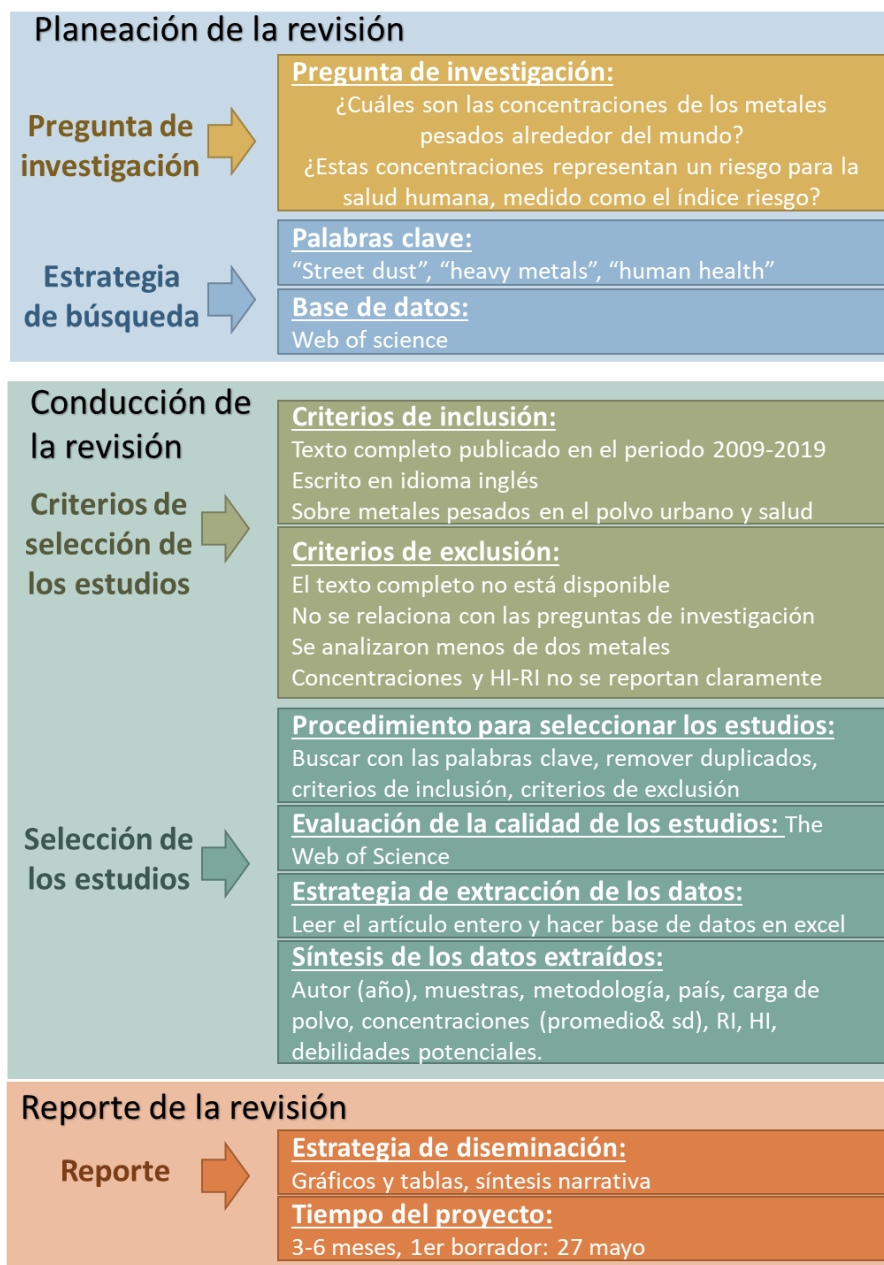 Planeación de la revisión
Pregunta de
investigación
Pregunta de investigación:
¿Cuáles son las concentraciones de los metales
pesados alrededor del mundo?
¿Estas concentraciones representan un riesgo para la
salud humana, medido como el índice riesgo?
Estrategia
de búsqueda
Palabras clave:
“Street dust”, “heavy metals”, “human health”
Base de datos:
Web of science
Conducción de
la revisión
Criterios de
selección de
los estudios
Criterios de inclusión:
Texto completo publicado en el periodo 2009-2019
Escrito en idioma inglés
Sobre metales pesados en el polvo urbano y salud
Criterios de exclusión:
El texto completo no está disponible
No se relaciona con las preguntas de investigación
Se analizaron menos de dos metales
Concentraciones y HI-RI no se reportan claramente
Selección de
los estudios
Procedimiento para seleccionar los estudios:
Buscar con las palabras clave, remover duplicados,
criterios de inclusión, criterios de exclusión
Evaluación de la calidad de los estudios: The
Web of Science
Estrategia de extracción de los datos:
Leer el artículo entero y hacer base de datos en excel
Síntesis de los datos extraídos:
Autor (año), muestras, metodología, país, carga de
polvo, concentraciones (promedio& sd), RI, HI,
debilidades potenciales.
Reporte de la revisión
Reporte
Estrategia de diseminación:
Gráficos y tablas, síntesis narrativa
Tiempo del proyecto:
3-6 meses, 1er borrador: 27 mayo